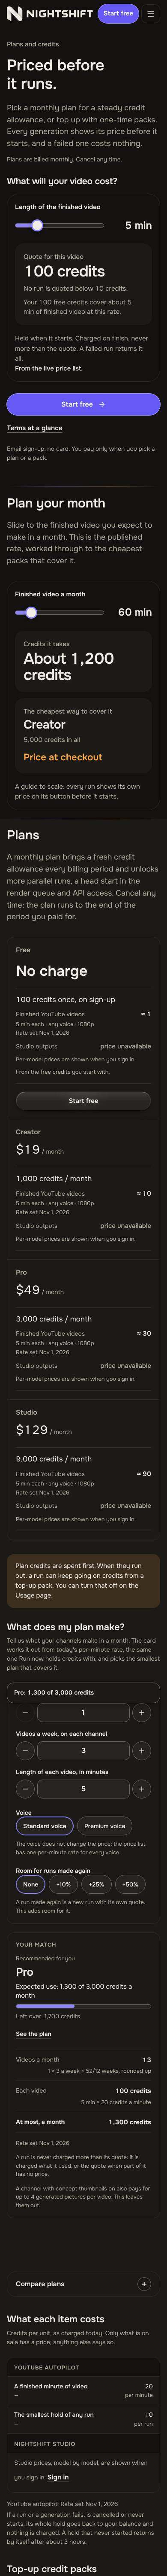 NIGHTSHIFT
Start free
Plans and credits
Priced before
it runs.
Pick a monthly plan for a steady credit
allowance, or top up with one-time packs.
Every generation shows its price before it
starts, and a failed one costs nothing.
Plans are billed monthly. Cancel any time.
What will your video cost?
Length of the finished video
5 min
Quote for this video
100 credits
No run is quoted below 10 credits.
Your 100 free credits cover about 5
min of finished video at this rate.
Held when it starts. Charged on finish, never
more than the quote. A failed run returns it
all.
From the live price list.
Start free →
Terms at a glance
Email sign-up, no card. You pay only when you pick a
plan or a pack.
Plan your month
Slide to the finished video you expect to
make in a month. This is the published
rate, worked through to the cheapest
packs that cover it.
Finished video a month
60 min
Credits it takes
About 1,200
credits
The cheapest way to cover it
Creator
5,000 credits in all
Price at checkout
A guide to scale: every run shows its own
price on its button before it starts.
Plans
A monthly plan brings a fresh credit
allowance every billing period and unlocks
more parallel runs, a head start in the
render queue and API access. Cancel any
time; the plan runs to the end of the
period you paid for.
Free
No charge
100 credits once, on sign-up
Finished YouTube videos ≈ 1
5 min each · any voice · 1080p
Rate set Nov 1, 2026
Studio outputs price unavailable
Per-model prices are shown when you sign in.
From the free credits you start with.
Start free
Creator
$19 / month
1,000 credits / month
Finished YouTube videos ≈ 10
5 min each · any voice · 1080p
Rate set Nov 1, 2026
Studio outputs price unavailable
Per-model prices are shown when you sign in.
Pro
$49 / month
3,000 credits / month
Finished YouTube videos ≈ 30
5 min each · any voice · 1080p
Rate set Nov 1, 2026
Studio outputs price unavailable
Per-model prices are shown when you sign in.
Studio
$129 / month
9,000 credits / month
Finished YouTube videos ≈ 90
5 min each · any voice · 1080p
Rate set Nov 1, 2026
Studio outputs price unavailable
Per-model prices are shown when you sign in.
Plan credits are spent first. When they run
out, a run can keep going on credits from a
top-up pack. You can turn that off on the
Usage page.
What does my plan make?
Tell us what your channels make in a month. The card
works it out from today's per-minute rate, the same
one Run now holds credits with, and picks the smallest
plan that covers it.
Pro: 1,300 of 3,000 credits
− 1 +
Videos a week, on each channel
− 3 +
Length of each video, in minutes
− 5 +
Voice
Standard voice
Premium voice
The voice does not change the price: the price list
has one per-minute rate for every voice.
Room for runs made again
None
+10%
+25%
+50%
A run made again is a new run with its own quote.
This adds room for it.
YOUR MATCH
Recommended for you
Pro
Expected use: 1,300 of 3,000 credits a
month
Left over: 1,700 credits
See the plan
Videos a month 13
1 × 3 a week × 52/12 weeks, rounded up
Each video 100 credits
5 min × 20 credits a minute
At most, a month 1,300 credits
Rate set Nov 1, 2026
A run is never charged more than its quote: it is
charged what it used, or the quote when part of it
has no price.
A channel with concept thumbnails on also pays for
up to 4 generated pictures per video. This leaves
them out.
Compare plans +
What each item costs
Credits per unit, as charged today. Only what is on
sale has a price; anything else says so.
YOUTUBE AUTOPILOT
A finished minute of video 20
— per minute
The smallest hold of any run 10
— per run
NIGHTSHIFT STUDIO
Studio prices, model by model, are shown when
you sign in. Sign in
YouTube autopilot: Rate set Nov 1, 2026
If a run or a generation fails, is cancelled or never
starts, its whole hold goes back to your balance and
nothing is charged. A hold that never started returns
by itself after about 3 hours.
Top-up credit packs